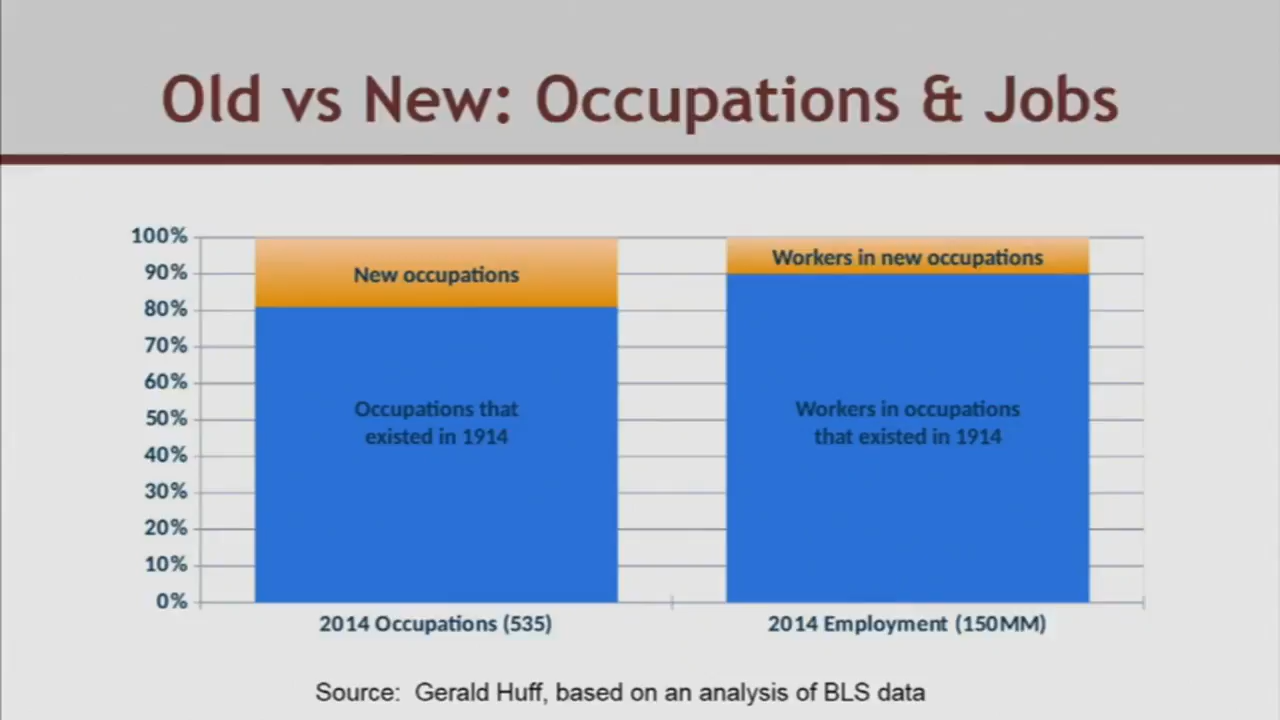 Old vs New: Occupations & Jobs
100%
90%
80%
70%
60%
50%
40%
30%
20%
10%
0%
New occupations
Occupations that
existed in 1914
Workers in new occupations
Workers in occupations
that existed in 1914
2014 Occupations (535)
2014 Employment (150MM)
Source: Gerald Huff, based on an analysis of BLS data